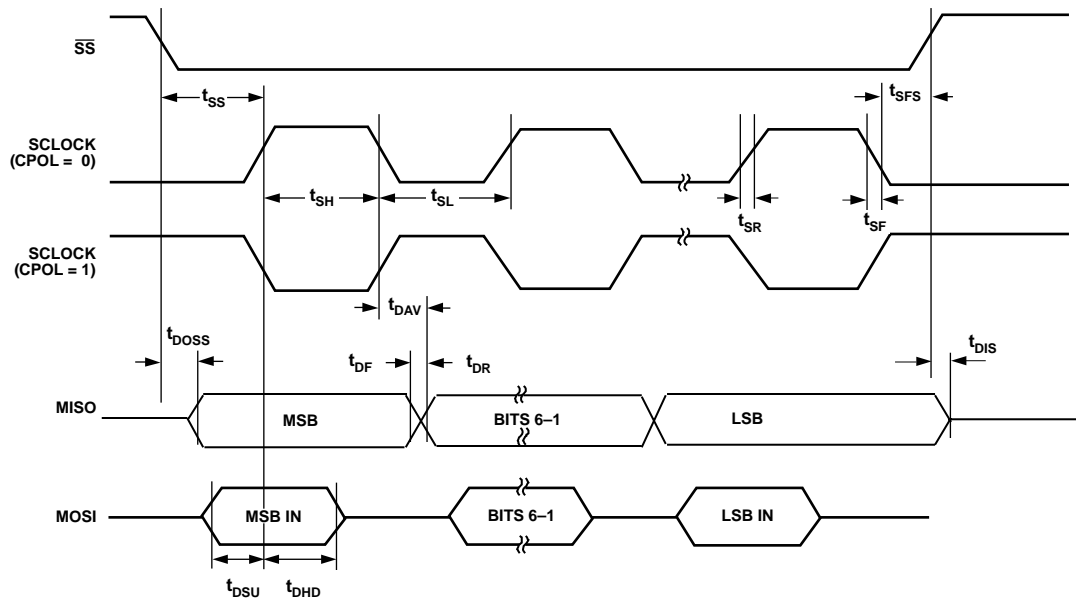 SS
tSS
tSFS
SCLOCK
(CPOL = 0)
tSH
tSL
tSR
tSF
SCLOCK
(CPOL = 1)
tDAV
tDOSS
tDF
tDR
tDIS
MISO
MSB
BITS 6–1
LSB
MOSI
MSB IN
BITS 6–1
LSB IN
tDSU
tDHD